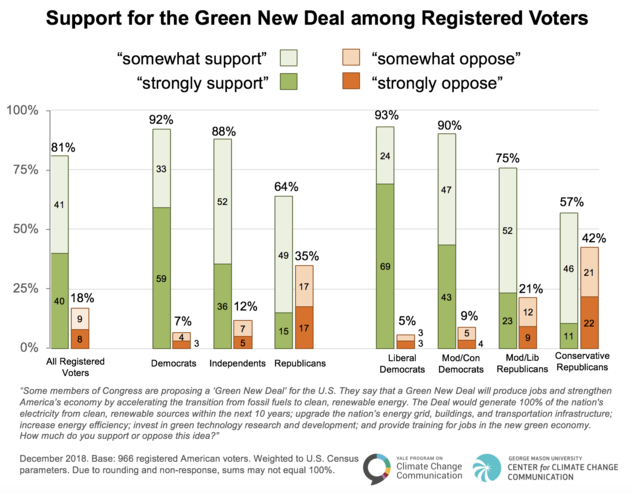 Support for the Green New Deal among Registered Voters
“somewhat support” “somewhat oppose”
“strongly support” “strongly oppose”
100%
75%
50%
25%
0%
81%
41
40
18%
9
8
92%
33
59
7%
4
3
88%
52
36
12%
7
5
64%
49
15
35%
17
17
93%
24
69
5%
3
3
90%
47
43
9%
5
4
75%
52
23
21%
12
9
57%
46
11
42%
21
22
All Registered
Voters
Democrats
Independents
Republicans
Liberal
Democrats
Mod/Con
Democrats
Mod/Lib
Republicans
Conservative
Republicans
“Some members of Congress are proposing a ‘Green New Deal’ for the U.S. They say that a Green New Deal will produce jobs and strengthen
America’s economy by accelerating the transition from fossil fuels to clean, renewable energy. The Deal would generate 100% of the nation’s
electricity from clean, renewable sources within the next 10 years; upgrade the nation’s energy grid, buildings, and transportation infrastructure;
increase energy efficiency; invest in green technology research and development; and provide training for jobs in the new green economy.
How much do you support or oppose this idea?”
December 2018. Base: 966 registered American voters. Weighted to U.S. Census
parameters. Due to rounding and non-response, sums may not equal 100%.
YALE PROGRAM ON
Climate Change
Communication
GEORGE MASON UNIVERSITY
CENTER for CLIMATE CHANGE
COMMUNICATION